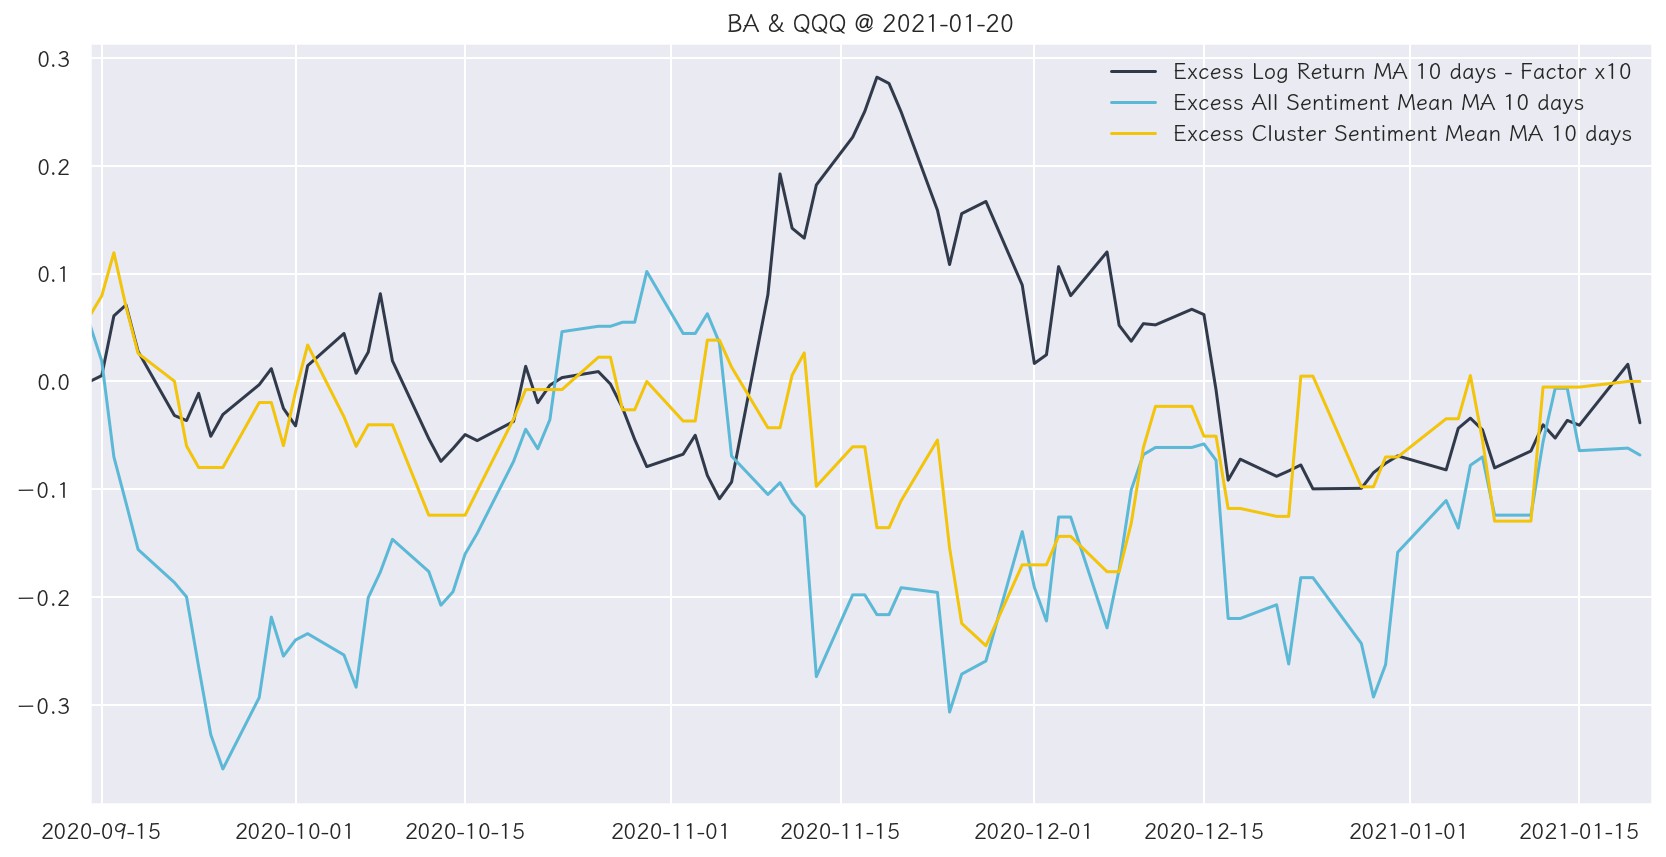 BA & QQQ @ 2021-01-20
Excess Log Return MA 10 days - Factor x10
Excess All Sentiment Mean MA 10 days
Excess Cluster Sentiment Mean MA 10 days
0.3
0.2
0.1
0.0
−0.1
−0.2
−0.3
2020-09-15 2020-10-01 2020-10-15 2020-11-01 2020-11-15 2020-12-01 2020-12-15 2021-01-01 2021-01-15